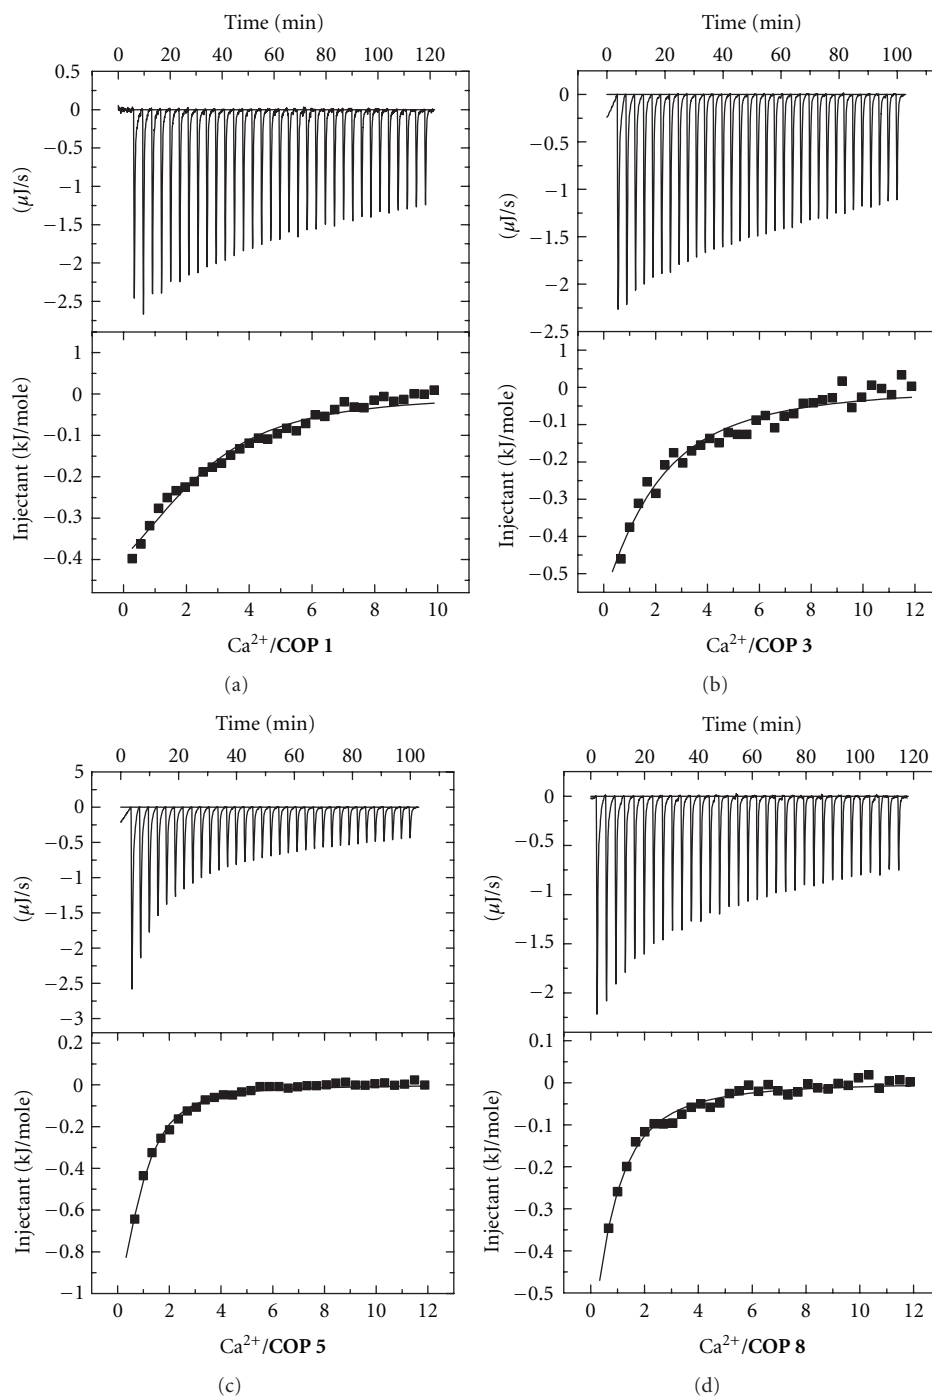 Time (min)
0 20 40 60 80 100 120
0.5
0
−0.5
−1
−1.5
−2
−2.5
(µJ/s)
1
0
−0.1
−0.2
−0.3
−0.4
Injectant (kJ/mole)
0 2 4 6 8 10
Ca²⁺/COP 1
(a)
Time (min)
0 20 40 60 80 100
0
−0.5
−1
−1.5
−2
−2.5
(µJ/s)
1
0
−0.1
−0.2
−0.3
−0.4
−0.5
Injectant (kJ/mole)
0 2 4 6 8 10 12
Ca²⁺/COP 3
(b)
Time (min)
0 20 40 60 80 100
5
0
−0.5
−1
−1.5
−2
−2.5
−3
(µJ/s)
0.2
0
−0.2
−0.4
−0.6
−0.8
−1
Injectant (kJ/mole)
0 2 4 6 8 10 12
Ca²⁺/COP 5
(c)
Time (min)
0 20 40 60 80 100 120
0
−0.5
−1
−1.5
−2
(µJ/s)
0.1
0
−0.1
−0.2
−0.3
−0.4
−0.5
Injectant (kJ/mole)
0 2 4 6 8 10 12
Ca²⁺/COP 8
(d)